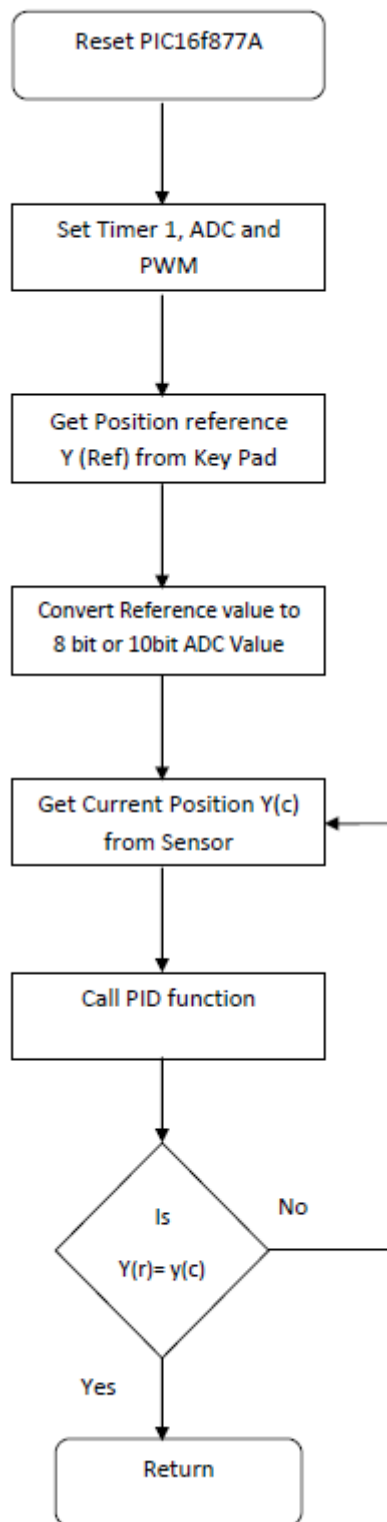 Reset PIC16f877A
Set Timer 1, ADC and
PWM
Get Position reference
Y (Ref) from Key Pad
Convert Reference value to
8 bit or 10bit ADC Value
Get Current Position Y(c)
from Sensor
Call PID function
Is
Y(r)= y(c)
No
Yes
Return